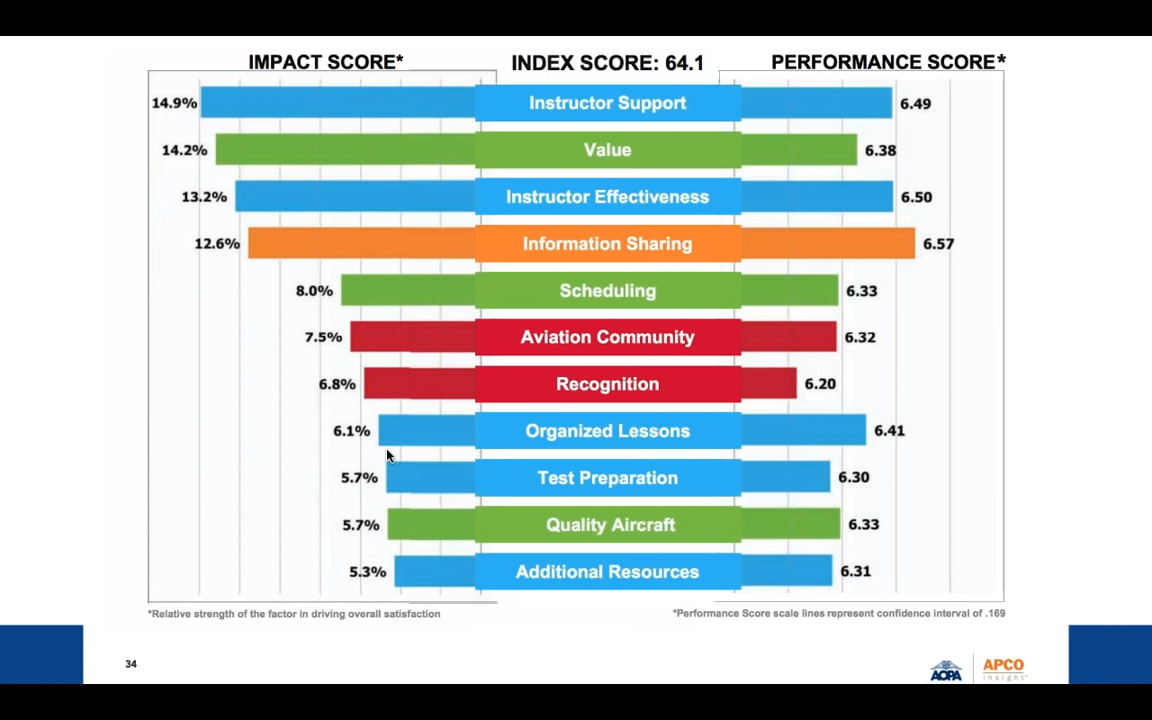 IMPACT SCORE* INDEX SCORE: 64.1 PERFORMANCE SCORE*
14.9% Instructor Support 6.49
14.2% Value 6.38
13.2% Instructor Effectiveness 6.50
12.6% Information Sharing 6.57
8.0% Scheduling 6.33
7.5% Aviation Community 6.32
6.8% Recognition 6.20
6.1% Organized Lessons 6.41
5.7% Test Preparation 6.30
5.7% Quality Aircraft 6.33
5.3% Additional Resources 6.31
*Relative strength of the factor in driving overall satisfaction *Performance Score scale lines represent confidence interval of .169
34
AOPA APCO
insight